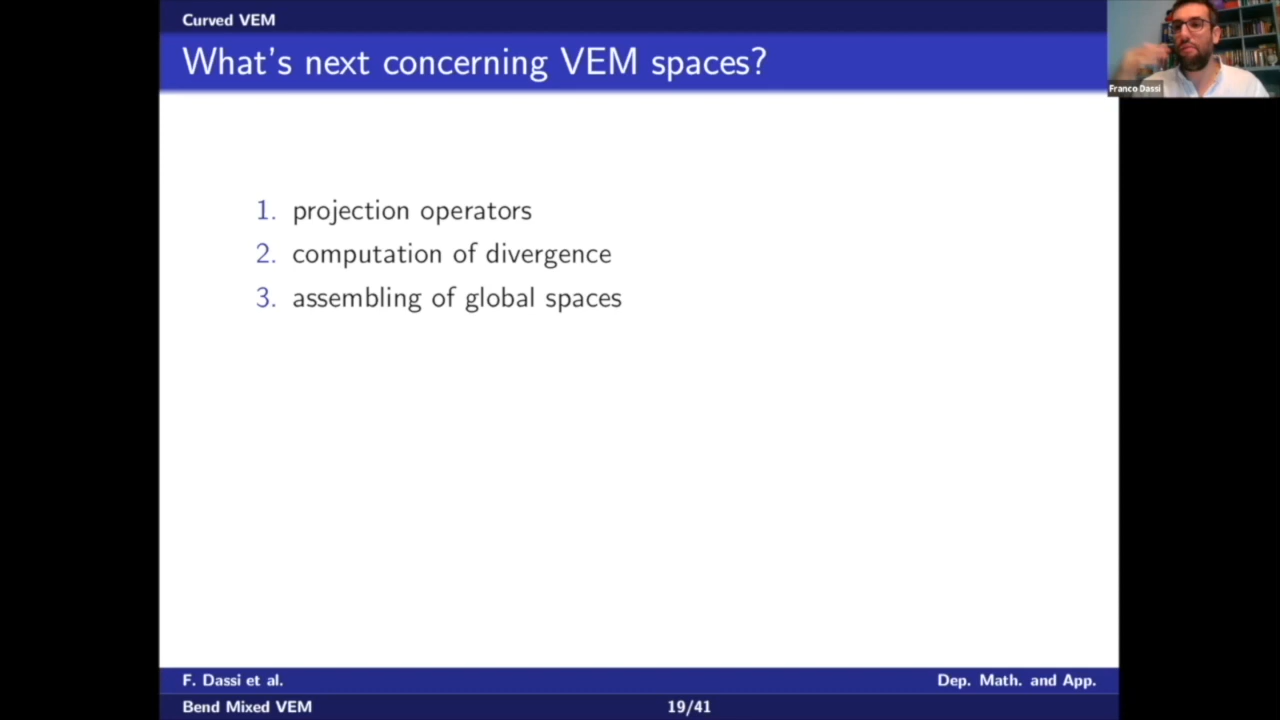 Curved VEM
What's next concerning VEM spaces?
Franco Dassi
1. projection operators
2. computation of divergence
3. assembling of global spaces
F. Dassi et al.
Dep. Math. and App.
Bend Mixed VEM
19/41